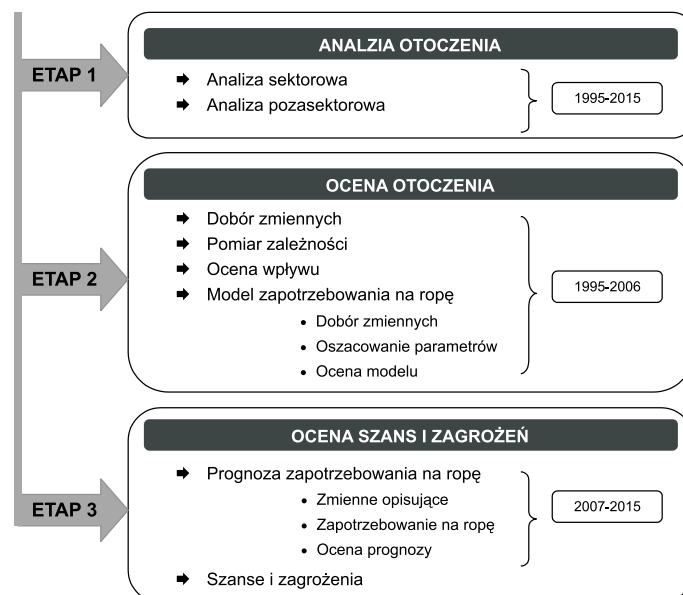 ANALZIA OTOCZENIA
ETAP 1
Analiza sektorowa
Analiza pozasektorowa
1995-2015
OCENA OTOCZENIA
ETAP 2
Dobór zmiennych
Pomiar zależności
Ocena wpływu
Model zapotrzebowania na ropę
• Dobór zmiennych
• Oszacowanie parametrów
• Ocena modelu
1995-2006
OCENA SZANS I ZAGROŻEŃ
ETAP 3
Prognoza zapotrzebowania na ropę
• Zmienne opisujące
• Zapotrzebowanie na ropę
• Ocena prognozy
2007-2015
Szanse i zagrożenia